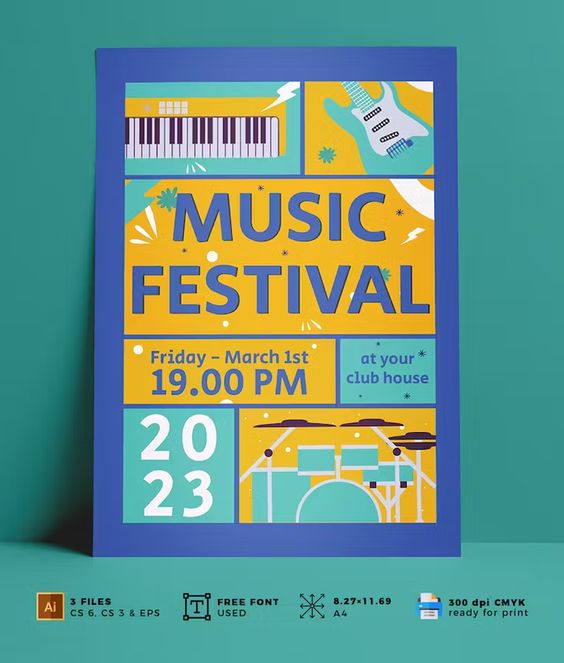 MUSIC
FESTIVAL
Friday - March 1st
19.00 PM
at your
club house
20
23
Ai
3 FILES
CS 6, CS 3 & EPS
T
FREE FONT
USED
8.27×11.69
A4
300 dpi CMYK
ready for print